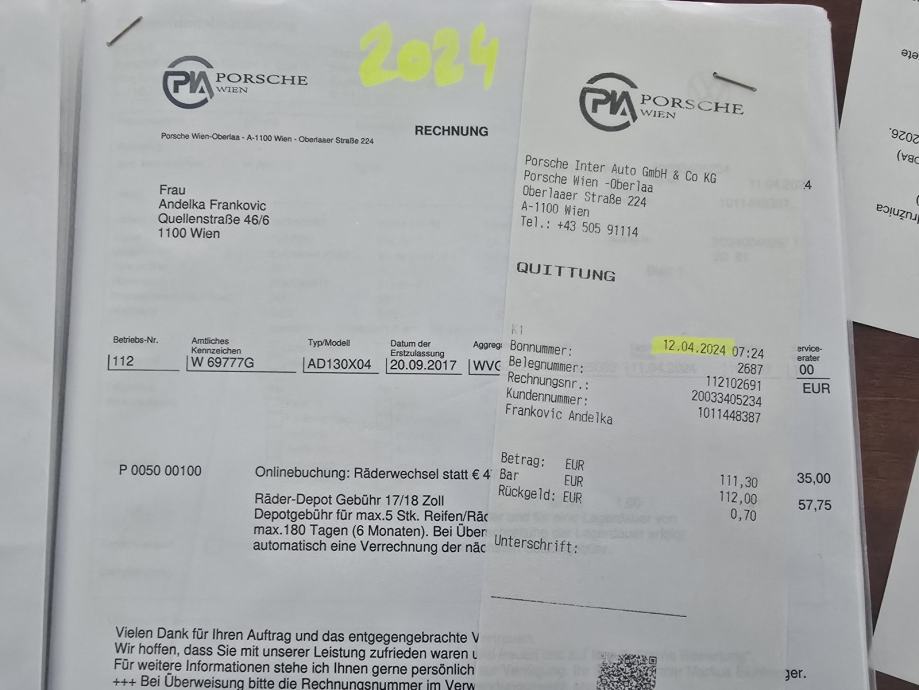 2024
PIA PORSCHE
WIEN
Porsche Wien-Oberlaa - A-1100 Wien - Oberlaaer Straße 224
RECHNUNG
Frau
Andelka Frankovic
Quellenstraße 46/6
1100 Wien
Betriebs-Nr.
112
Amtliches
Kennzeichen
W 69777G
Typ/Modell
AD130X04
Datum der
Erstzulassung
20.09.2017
WVG
P 0050 00100
Onlinebuchung: Räderwechsel statt €
Räder-Depot Gebühr 17/18 Zoll
Depotgebühr für max.5 Stk.
max.180 Tagen (6 Monaten). Bei
automatisch eine Verrechnung der
Vielen Dank für Ihren Auftrag und das entgegengebrachte
Wir hoffen, dass Sie mit unserer Leistung zufrieden waren
Für weitere Informationen stehe ich Ihnen gerne persönlich
+++ Bei Überweisung bitte die Rechnungsnummer im
PIA PORSCHE
WIEN
Porsche Inter Auto GmbH & Co KG
Porsche Wien -Oberlaa
Oberlaaer Straße 224
A-1100 Wien
Tel.: +43 505 91114
QUITTUNG
K1
Bonnummer: 12.04.2024 07:24
Belegnummer: 2687
Rechnungsnr.: 112102691
Kundennummer: 20033405234
Frankovic Andelka 1011448387
Betrag: EUR 111,30
Bar EUR 112,00
Rückgeld: EUR 0,70
Unterschrift:
4
00
EUR
35,00
57,75
2026.